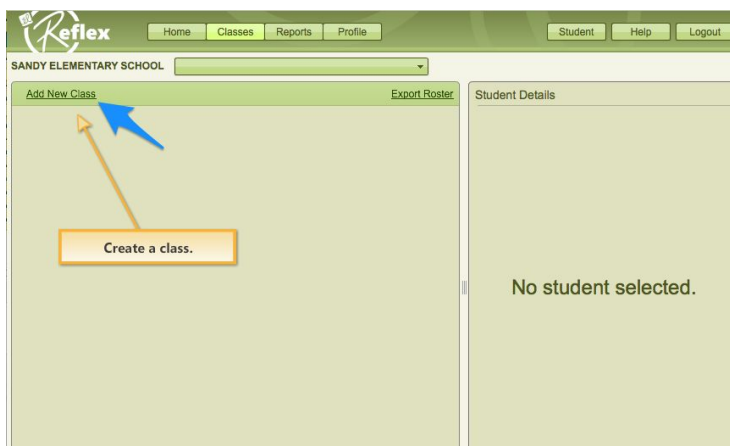 Reflex
Home Classes Reports Profile Student Help Logout
SANDY ELEMENTARY SCHOOL
Add New Class Export Roster Student Details
Create a class.
No student selected.